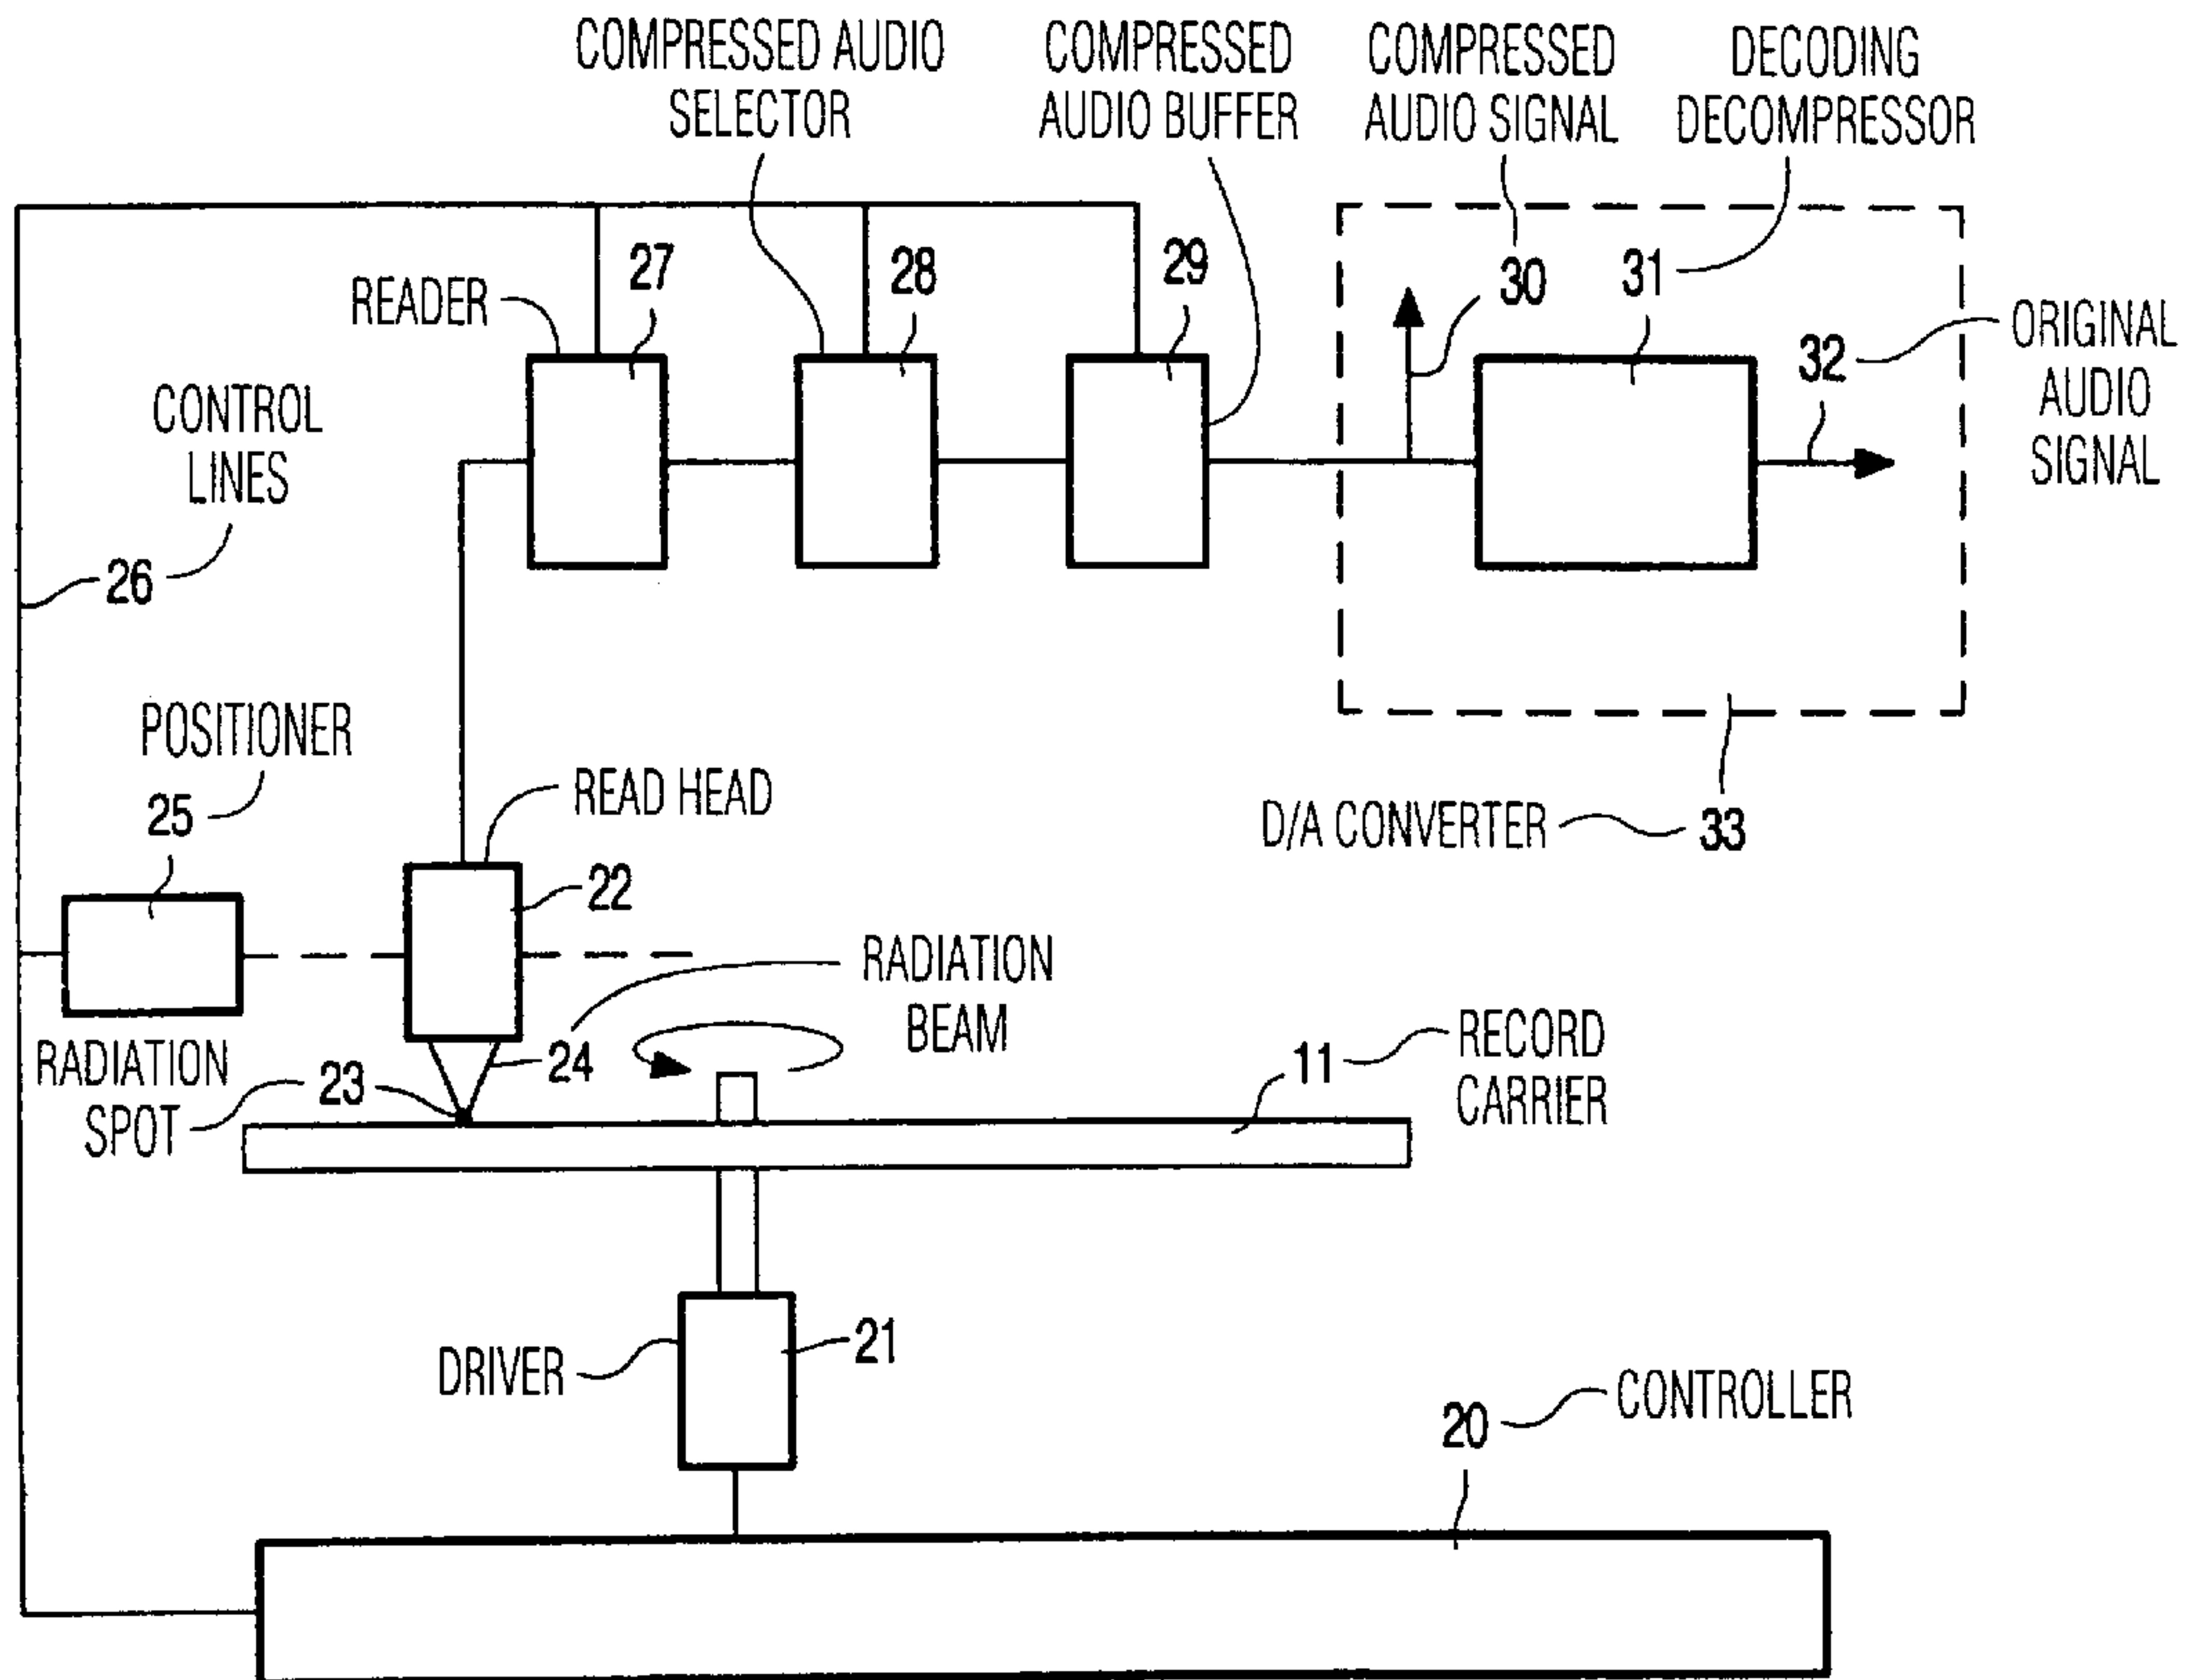 COMPRESSED AUDIO
SELECTOR
COMPRESSED
AUDIO BUFFER
COMPRESSED
AUDIO SIGNAL
DECODING
DECOMPRESSOR
READER
27
28
29
30
31
32
ORIGINAL
AUDIO
SIGNAL
CONTROL
LINES
26
POSITIONER
25
READ HEAD
22
D/A CONVERTER
33
RADIATION
BEAM
24
RADIATION
SPOT
23
11
RECORD
CARRIER
DRIVER
21
20
CONTROLLER